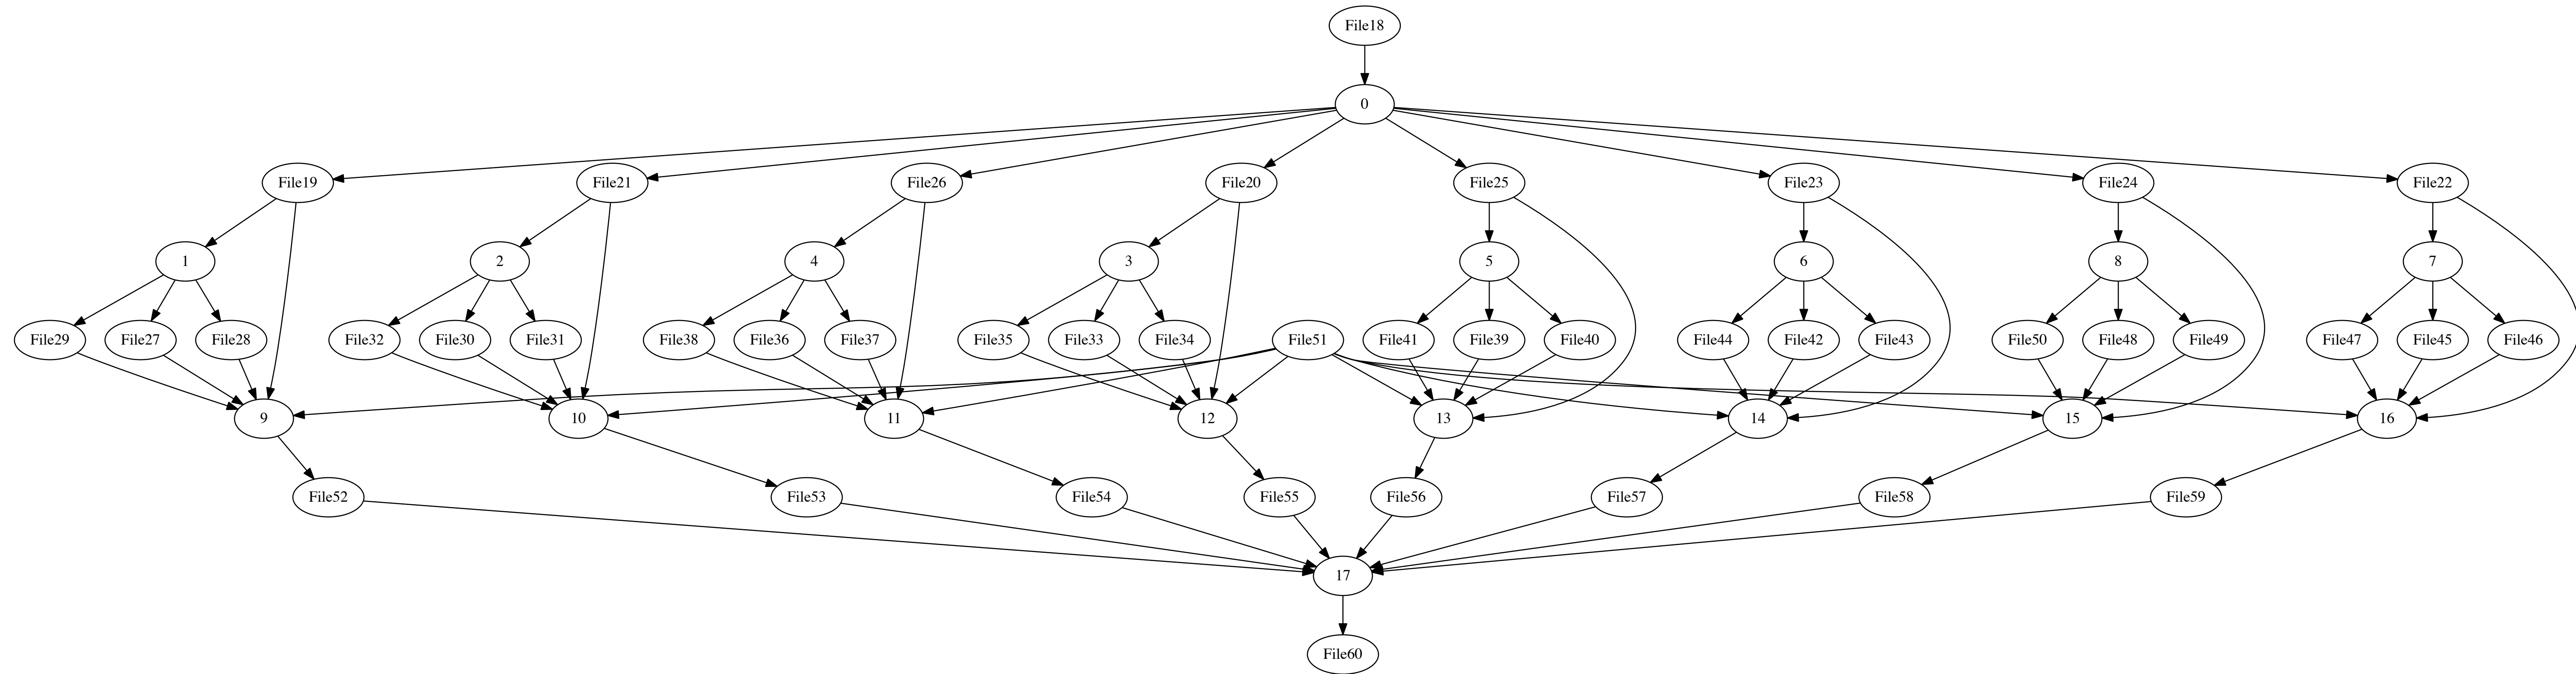 File18
0
File19 File21 File26 File20 File25 File23 File24 File22
1 2 4 3 5 6 8 7
File29 File27 File28 File32 File30 File31 File38 File36 File37 File35 File33 File34 File51 File41 File39 File40 File44 File42 File43 File50 File48 File49 File47 File45 File46
9 10 11 12 13 14 15 16
File52 File53 File54 File55 File56 File57 File58 File59
17
File60